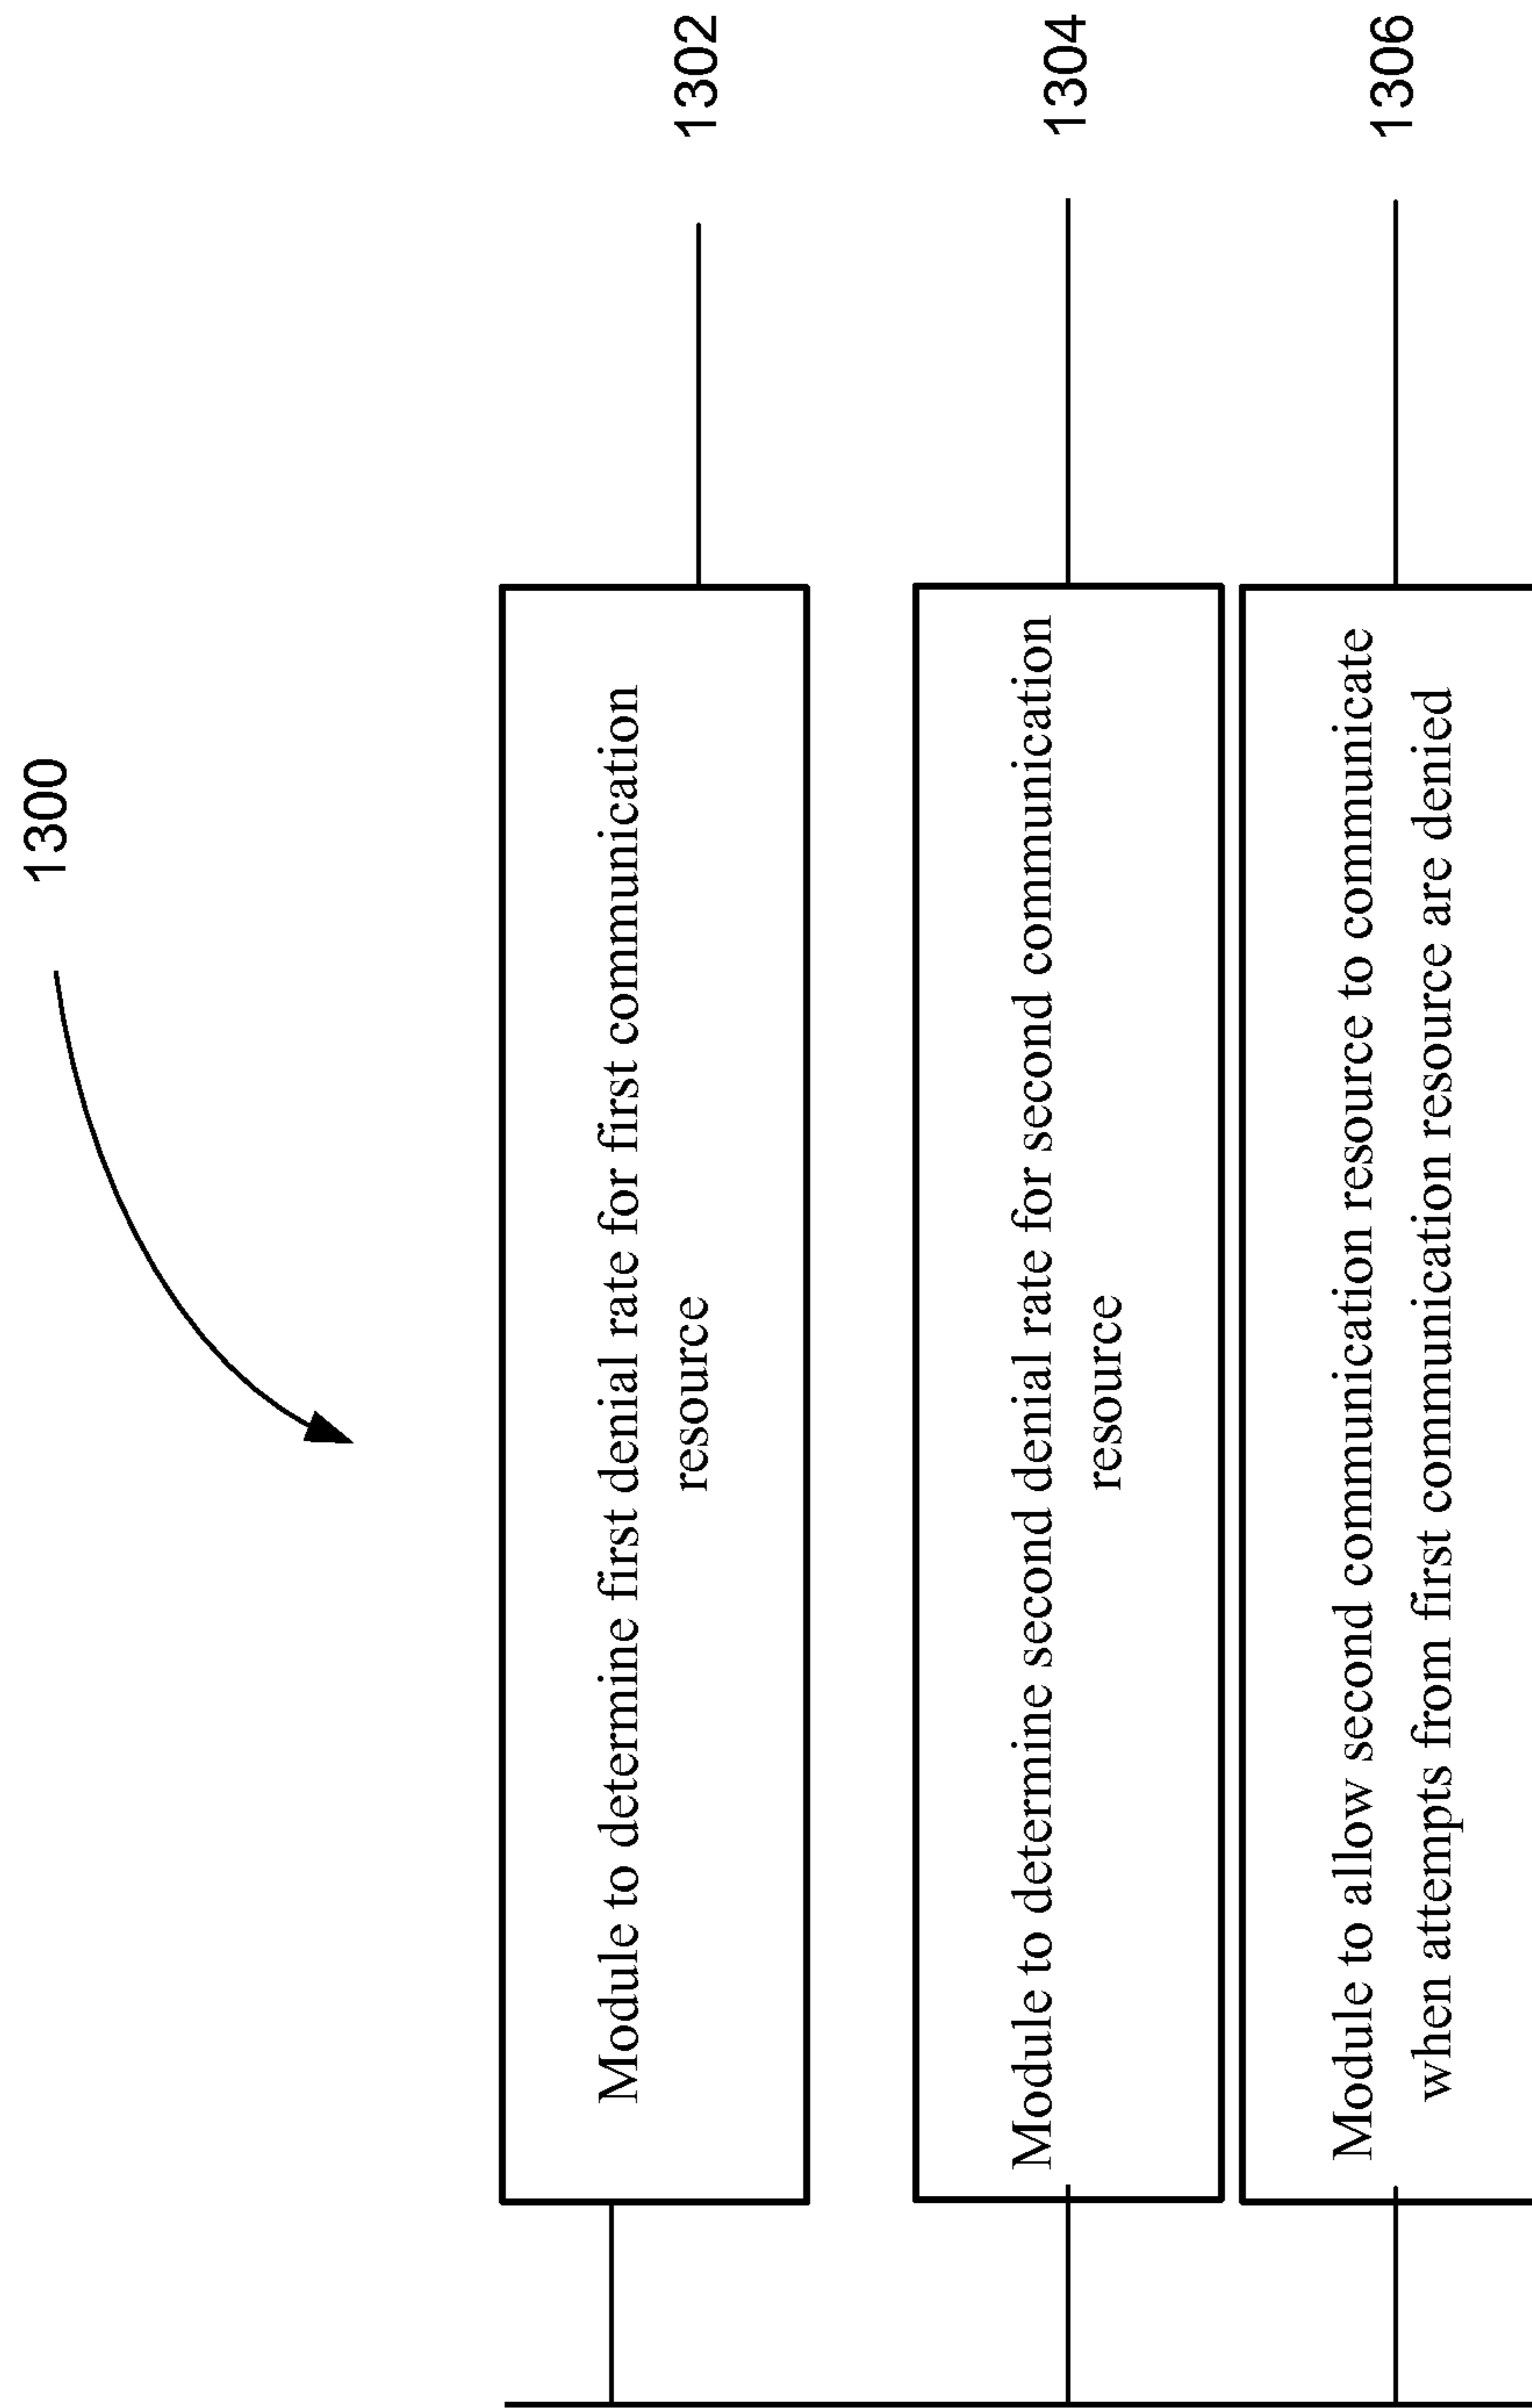 1300
Module to determine first denial rate for first communication
resource
1302
Module to determine second denial rate for second communication
resource
1304
Module to allow second communication resource to communicate
when attempts from first communication resource are denied
1306